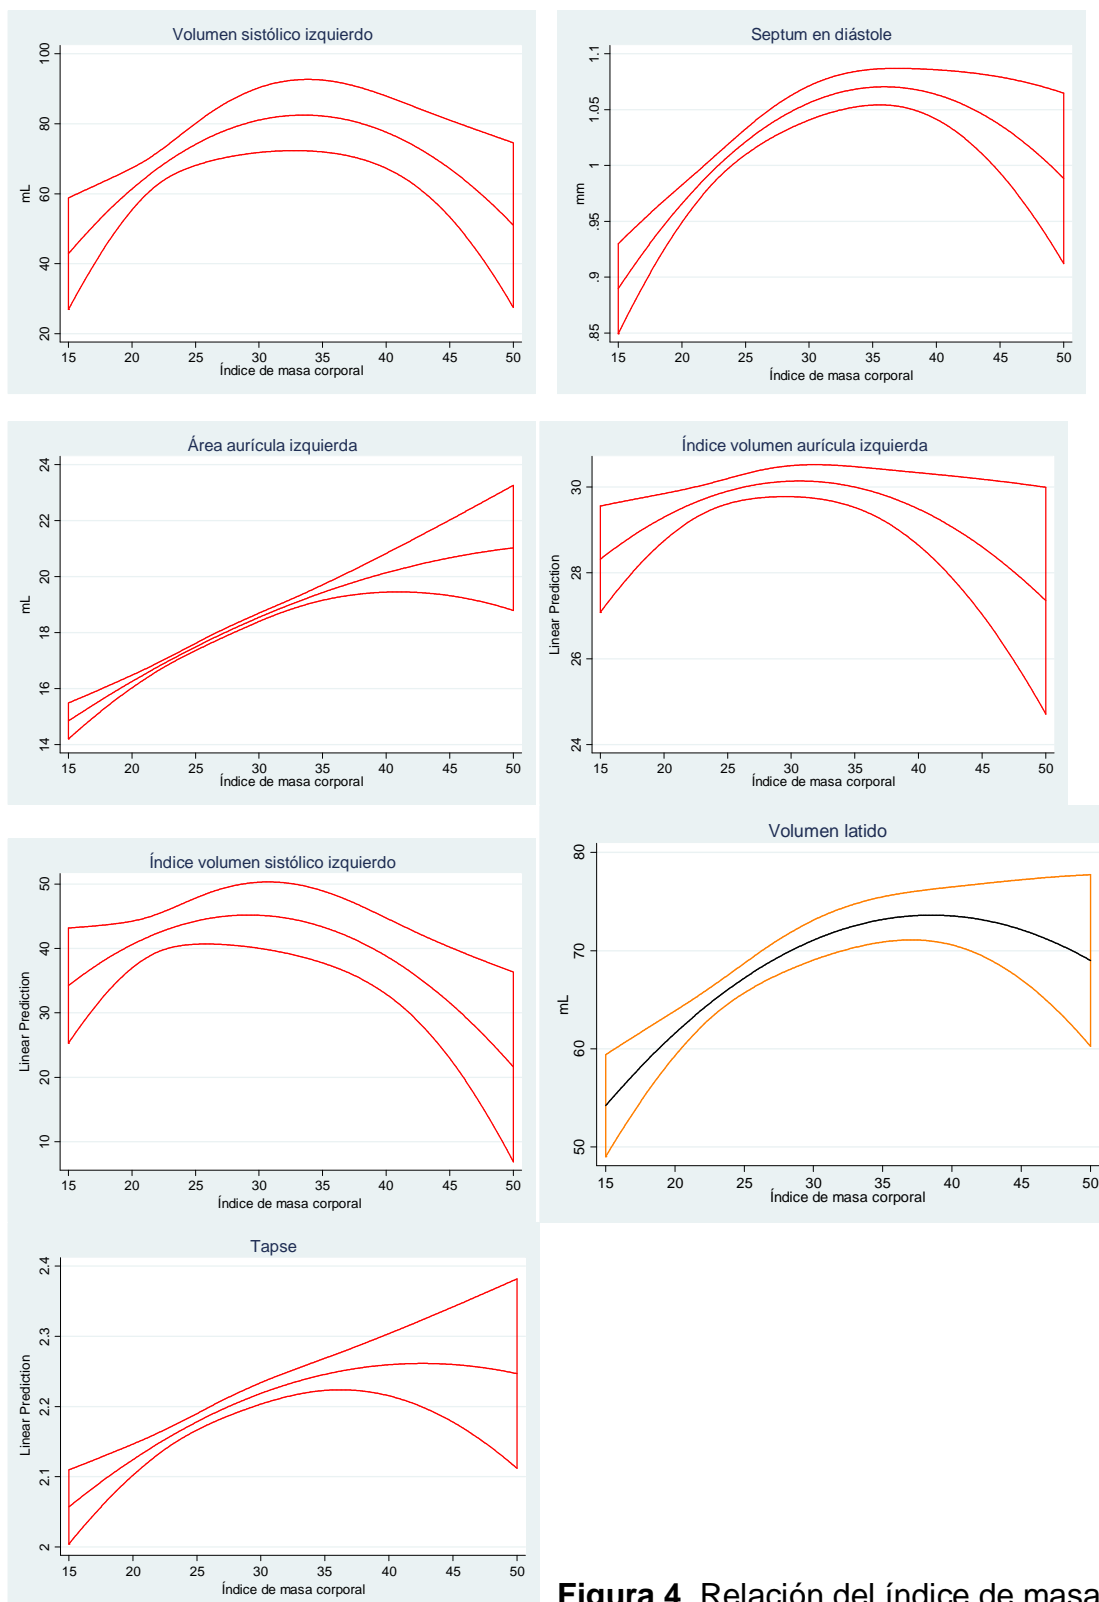 Volumen sistólico izquierdo
100
80
60
40
20
mL
15 20 25 30 35 40 45 50
Índice de masa corporal
Septum en diástole
1.1
1.05
1
.95
.9
.85
mm
15 20 25 30 35 40 45 50
Índice de masa corporal
Área aurícula izquierda
24
22
20
18
16
14
mL
15 20 25 30 35 40 45 50
Índice de masa corporal
Índice volumen aurícula izquierda
30
28
26
24
Linear Prediction
15 20 25 30 35 40 45 50
Índice de masa corporal
Índice volumen sistólico izquierdo
50
40
30
20
10
Linear Prediction
15 20 25 30 35 40 45 50
Índice de masa corporal
Volumen latido
80
70
60
50
mL
15 20 25 30 35 40 45 50
Índice de masa corporal
Tapse
2.4
2.3
2.2
2.1
2
Linear Prediction
15 20 25 30 35 40 45 50
Índice de masa corporal
Figura 4. Relación del índice de masa